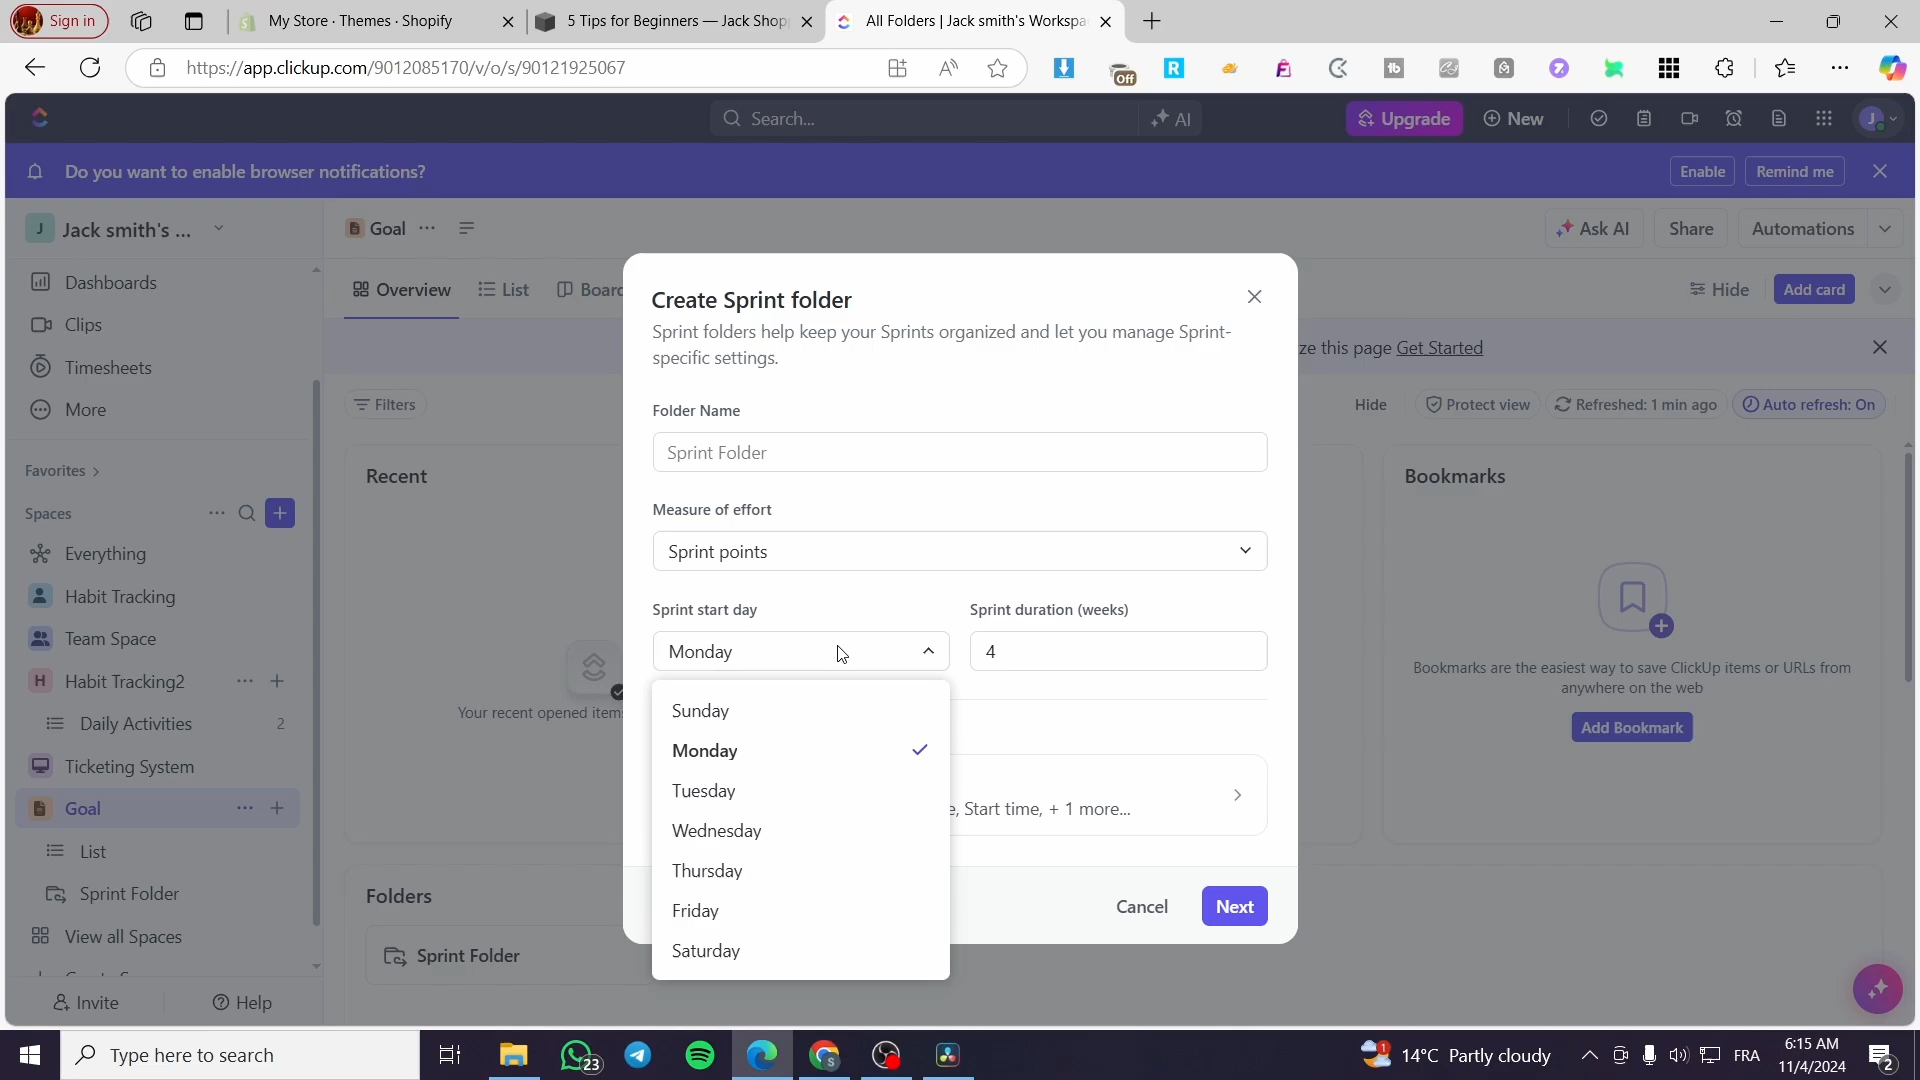 Sign in
My Store · Themes · Shopify
5 Tips for Beginners — Jack Shop
All Folders | Jack smith's Workspa
https://app.clickup.com/9012085170/v/o/s/90121925067
Off
Search...
AI
Upgrade
New
J
Do you want to enable browser notifications?
Enable
Remind me
J
Jack smith's ...
Goal
Ask AI
Share
Automations
Dashboards
Clips
Timesheets
More
Favorites
Spaces
Everything
Habit Tracking
Team Space
H
Habit Tracking2
Daily Activities
2
Ticketing System
Goal
List
Sprint Folder
View all Spaces
Invite
Help
Overview
List
Board
Hide
Add card
ze this page Get Started
Filters
Hide
Protect view
Refreshed: 1 min ago
Auto refresh: On
Recent
Your recent opened items
Bookmarks
Bookmarks are the easiest way to save ClickUp items or URLs from
anywhere on the web
Add Bookmark
Folders
Sprint Folder
Create Sprint folder
Sprint folders help keep your Sprints organized and let you manage Sprint-
specific settings.
Folder Name
Sprint Folder
Measure of effort
Sprint points
Sprint start day
Sprint duration (weeks)
Monday
4
Sunday
Monday
Tuesday
Wednesday
Thursday
Friday
Saturday
e, Start time, + 1 more...
Cancel
Next
Type here to search
23
S
1
14°C Partly cloudy
FRA
6:15 AM
11/4/2024
2